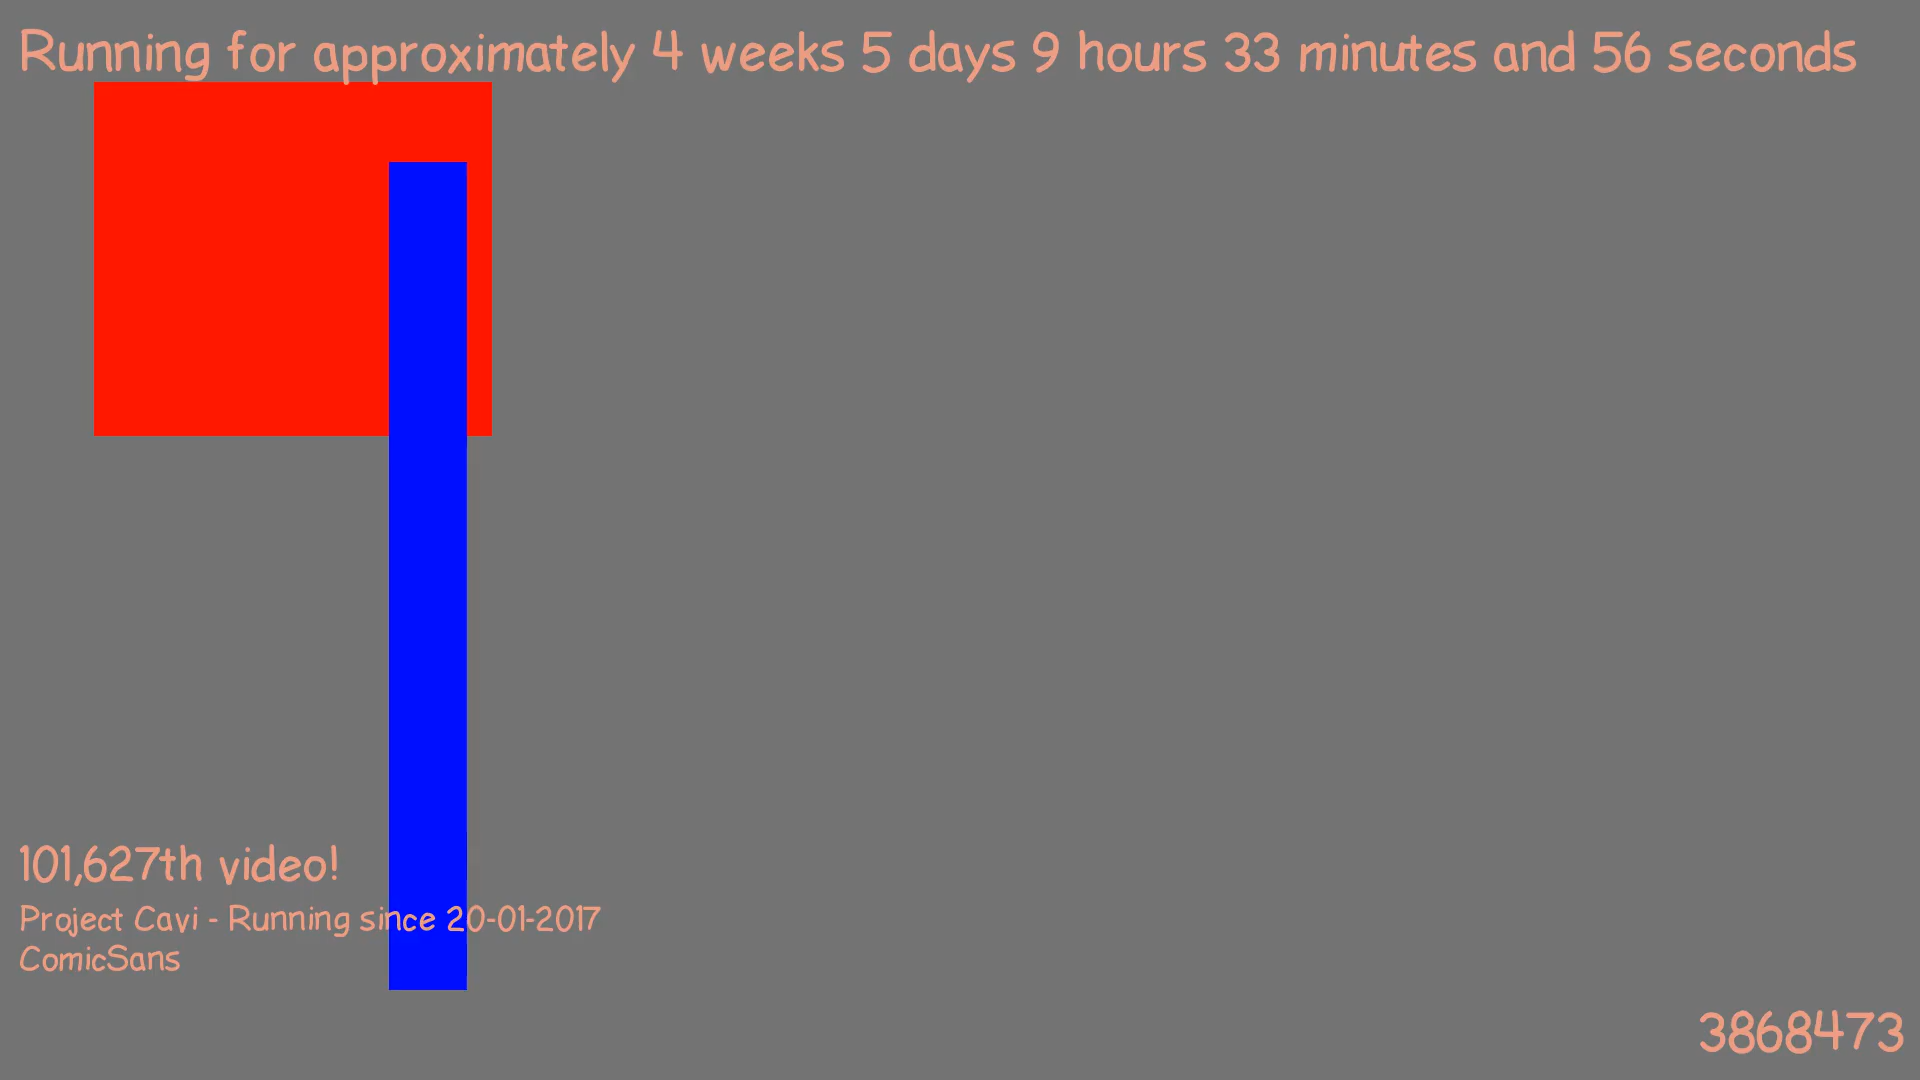 Running for approximately 4 weeks 5 days 9 hours 33 minutes and 56 seconds
101,627th video!
Project Cavi - Running since 20-01-2017
ComicSans
3868473